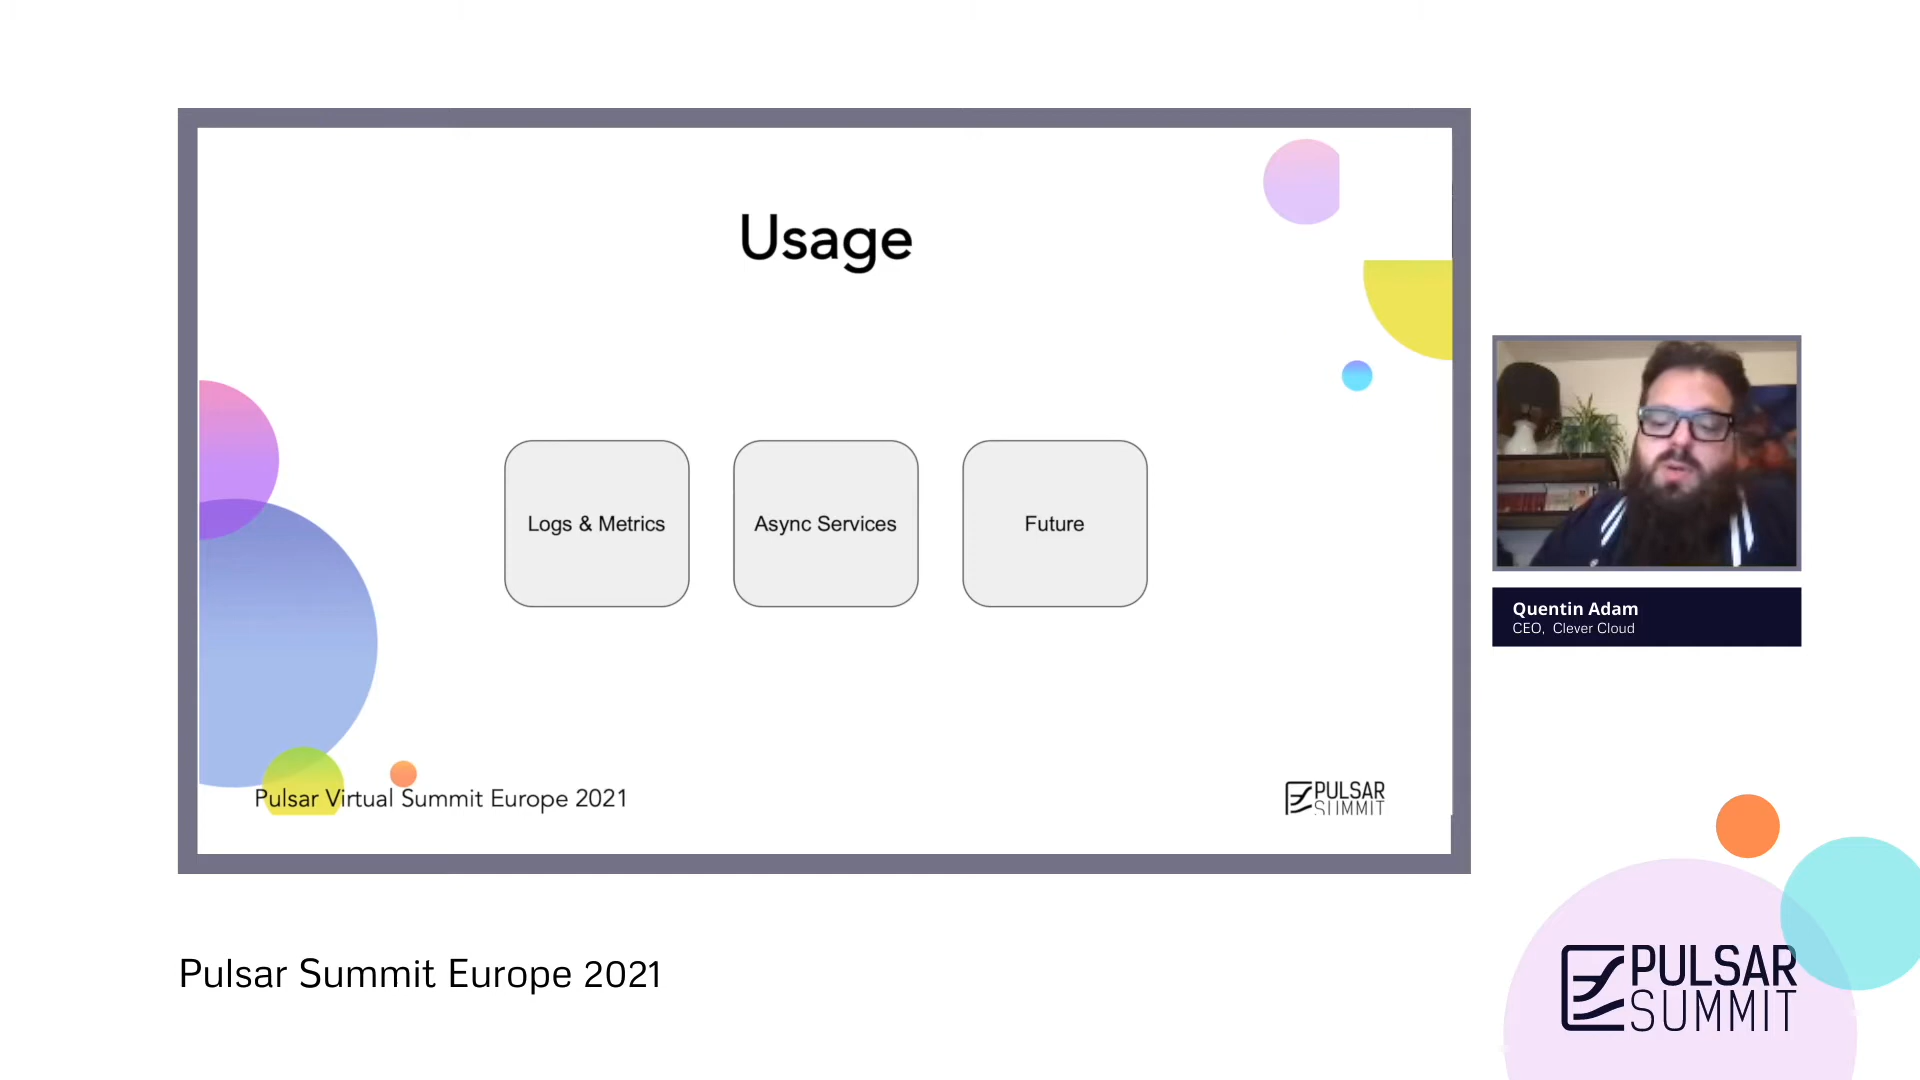 Usage
Logs & Metrics
Async Services
Future
Pulsar Virtual Summit Europe 2021
PULSAR
SUMMIT
Quentin Adam
CEO, Clever Cloud
Pulsar Summit Europe 2021
PULSAR
SUMMIT